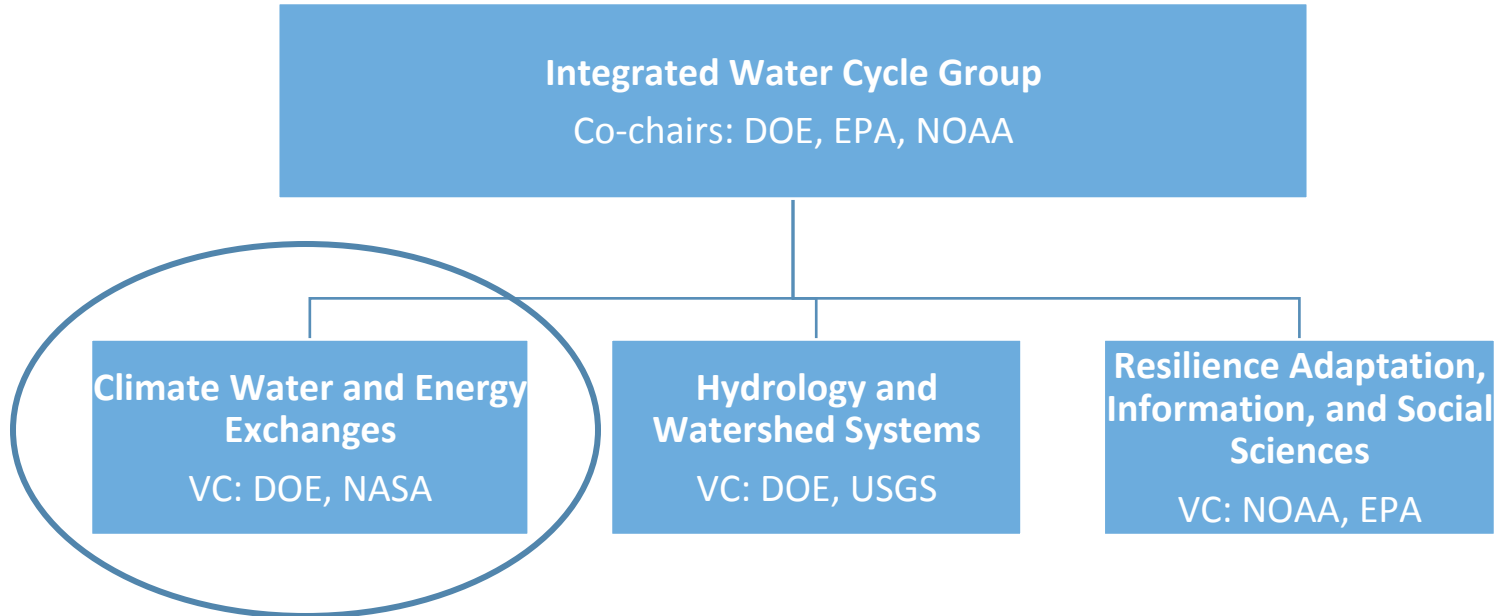 Integrated Water Cycle Group
Co-chairs: DOE, EPA, NOAA
Climate Water and Energy
Exchanges
VC: DOE, NASA
Hydrology and
Watershed Systems
VC: DOE, USGS
Resilience Adaptation,
Information, and Social
Sciences
VC: NOAA, EPA